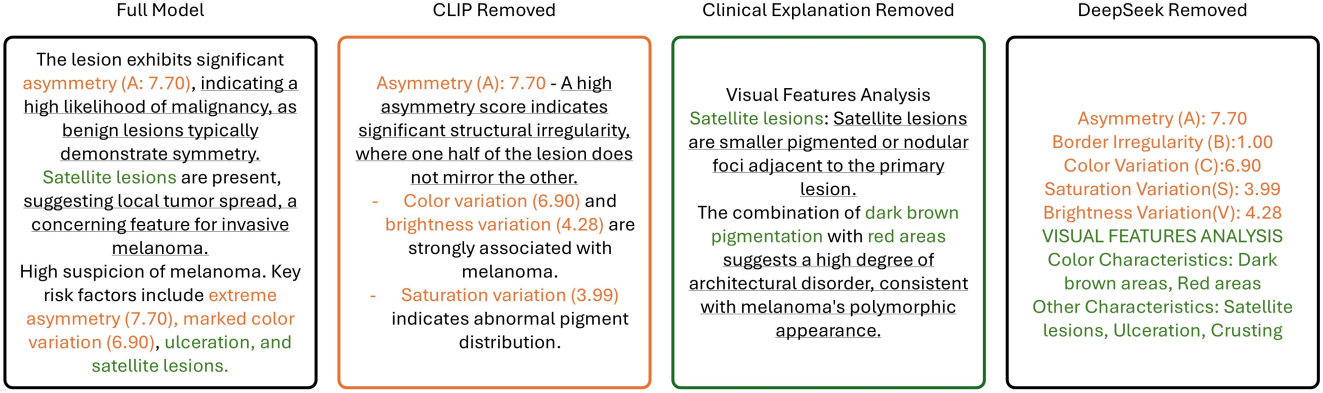 Full Model
The lesion exhibits significant
asymmetry (A: 7.70), indicating a
high likelihood of malignancy, as
benign lesions typically
demonstrate symmetry.
Satellite lesions are present,
suggesting local tumor spread, a
concerning feature for invasive
melanoma.
High suspicion of melanoma. Key
risk factors include extreme
asymmetry (7.70), marked color
variation (6.90), ulceration, and
satellite lesions.
CLIP Removed
Asymmetry (A): 7.70 - A high
asymmetry score indicates
significant structural irregularity,
where one half of the lesion does
not mirror the other.
- Color variation (6.90) and
brightness variation (4.28) are
strongly associated with
melanoma.
- Saturation variation (3.99)
indicates abnormal pigment
distribution.
Clinical Explanation Removed
Visual Features Analysis
Satellite lesions: Satellite lesions
are smaller pigmented or nodular
foci adjacent to the primary
lesion.
The combination of dark brown
pigmentation with red areas
suggests a high degree of
architectural disorder, consistent
with melanoma's polymorphic
appearance.
DeepSeek Removed
Asymmetry (A): 7.70
Border Irregularity (B):1.00
Color Variation (C):6.90
Saturation Variation(S): 3.99
Brightness Variation(V): 4.28
VISUAL FEATURES ANALYSIS
Color Characteristics: Dark
brown areas, Red areas
Other Characteristics: Satellite
lesions, Ulceration, Crusting